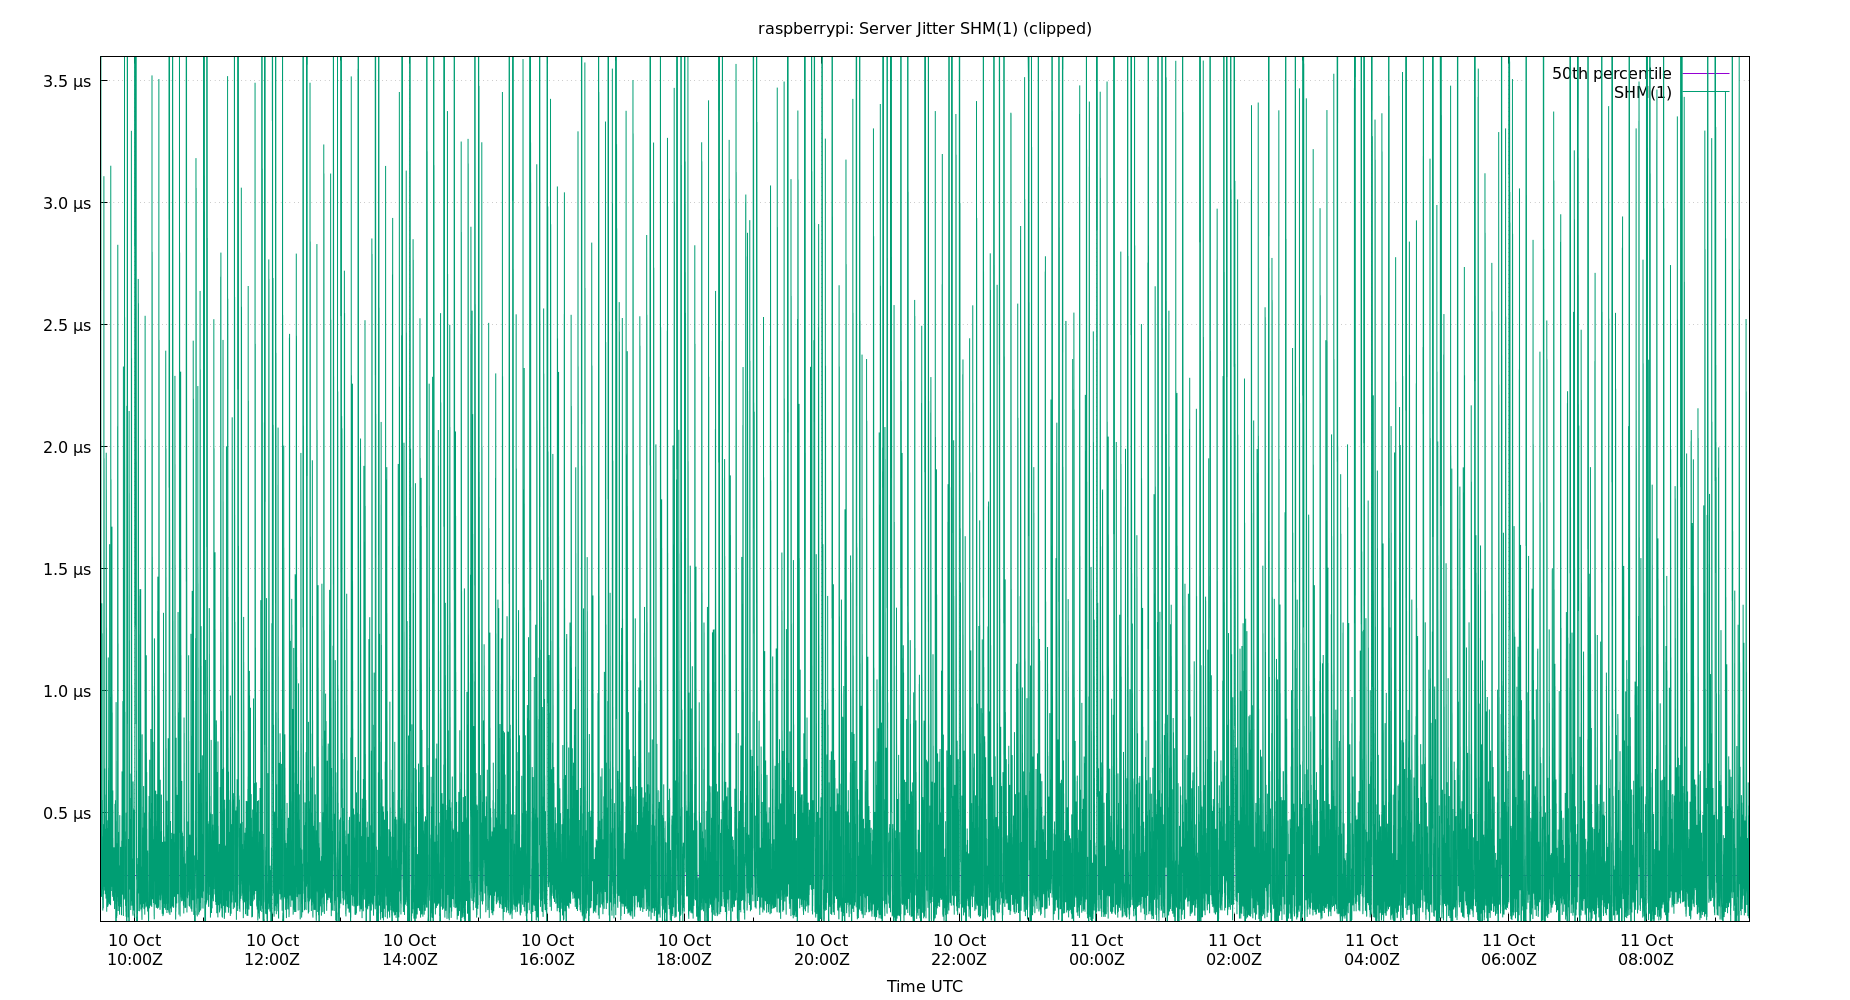 raspberrypi: Server Jitter SHM(1) (clipped)
50th percentile
SHM(1)
3.5 µs
3.0 µs
2.5 µs
2.0 µs
1.5 µs
1.0 µs
0.5 µs
10 Oct 10 Oct 10 Oct 10 Oct 10 Oct 10 Oct 10 Oct 11 Oct 11 Oct 11 Oct 11 Oct 11 Oct
10:00Z 12:00Z 14:00Z 16:00Z 18:00Z 20:00Z 22:00Z 00:00Z 02:00Z 04:00Z 06:00Z 08:00Z
Time UTC